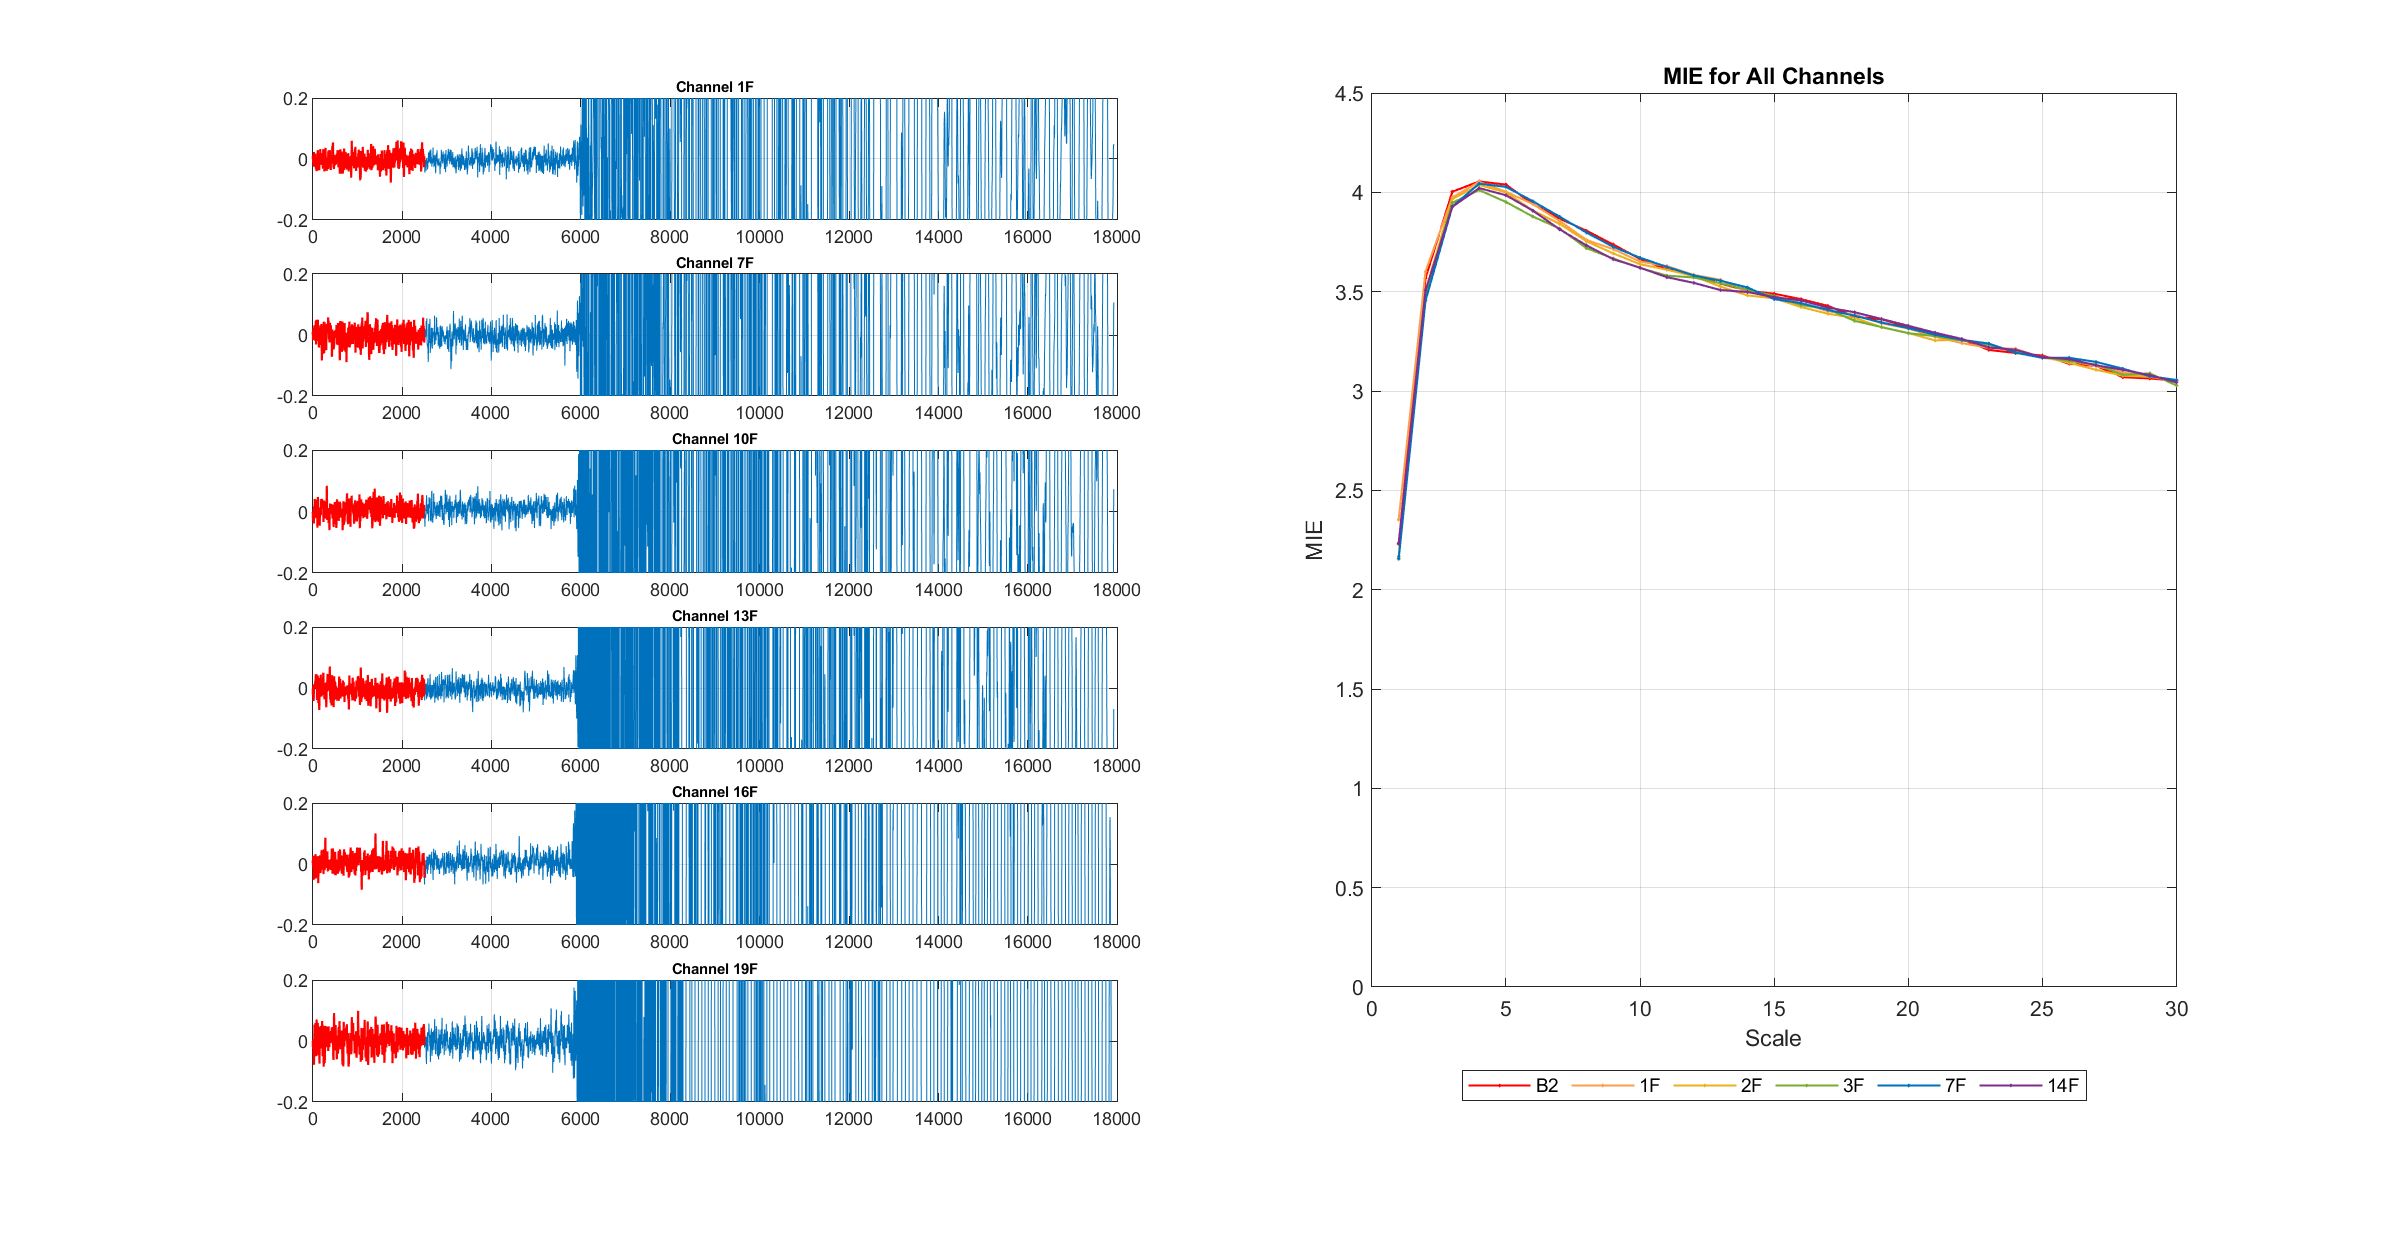 Channel 1F
0.2
0
-0.2
0 2000 4000 6000 8000 10000 12000 14000 16000 18000
Channel 7F
0.2
0
-0.2
0 2000 4000 6000 8000 10000 12000 14000 16000 18000
Channel 10F
0.2
0
-0.2
0 2000 4000 6000 8000 10000 12000 14000 16000 18000
Channel 13F
0.2
0
-0.2
0 2000 4000 6000 8000 10000 12000 14000 16000 18000
Channel 16F
0.2
0
-0.2
0 2000 4000 6000 8000 10000 12000 14000 16000 18000
Channel 19F
0.2
0
-0.2
0 2000 4000 6000 8000 10000 12000 14000 16000 18000
MIE for All Channels
4.5
4
3.5
3
2.5
2
1.5
1
0.5
0
MIE
0 5 10 15 20 25 30
Scale
B2 1F 2F 3F 7F 14F